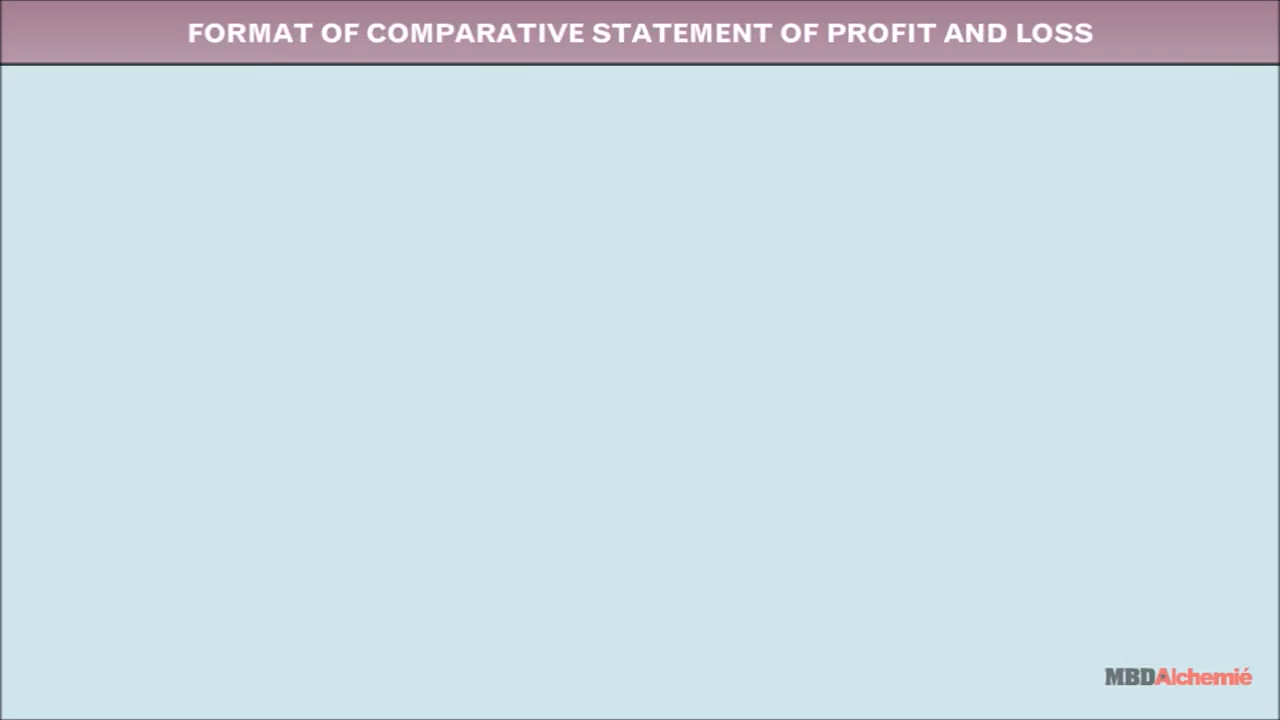 FORMAT OF COMPARATIVE STATEMENT OF PROFIT AND LOSS
MBDAlchemié